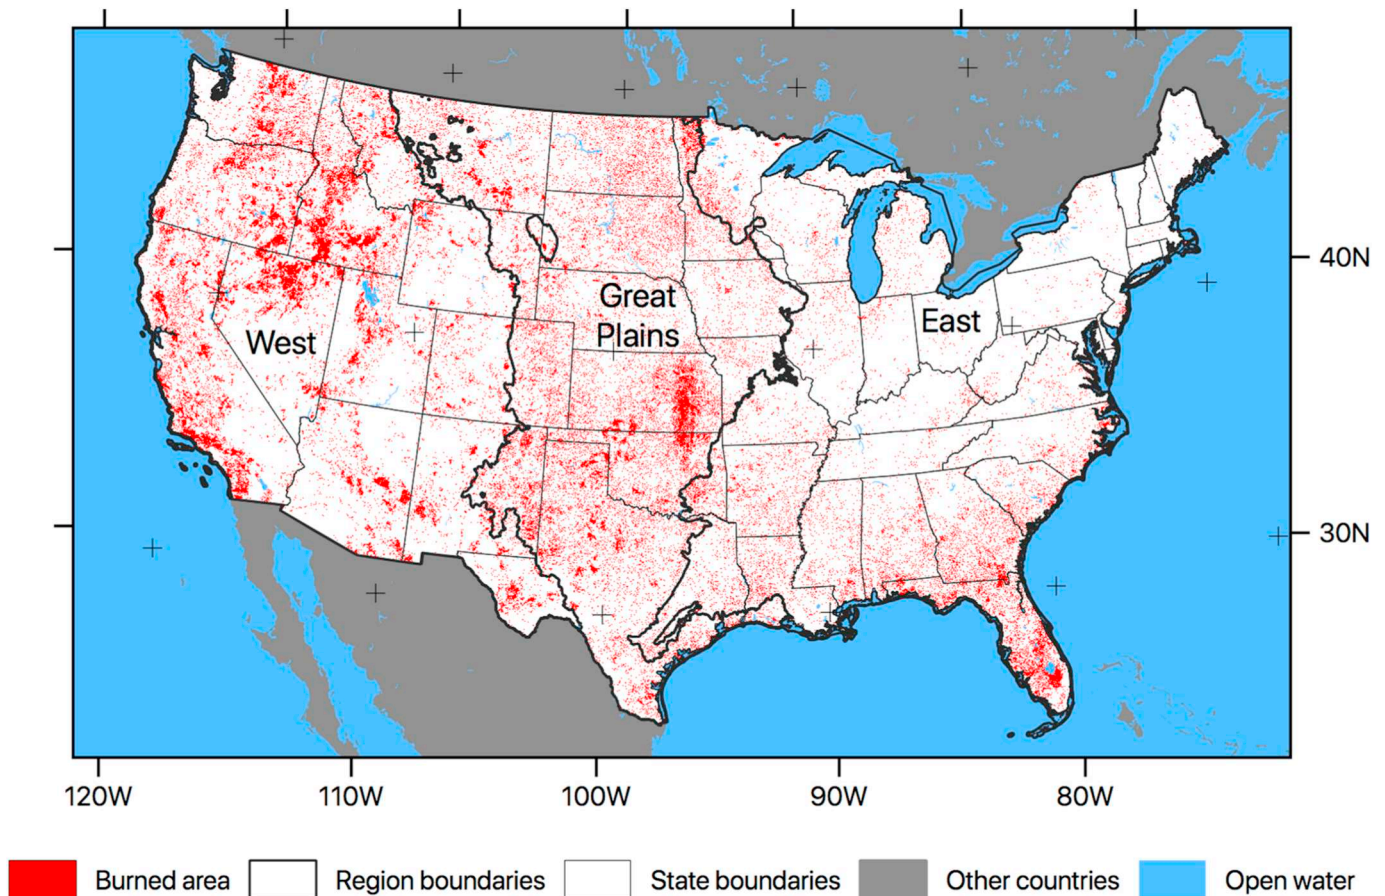 Great
Plains
East
West
40N
30N
120W
110W
100W
90W
80W
Burned area
Region boundaries
State boundaries
Other countries
Open water